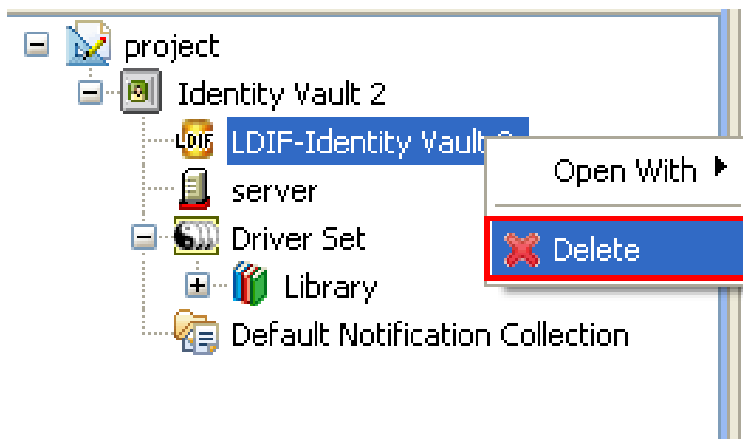 project
Identity Vault 2
LDIF
LDIF-Identity Vault
Open With
server
Driver Set
Delete
Library
Default Notification Collection